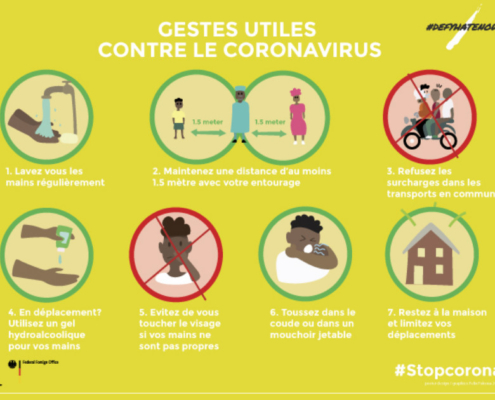 GESTES UTILES
CONTRE LE CORONAVIRUS
#DEFYHATENOW
1.5 meter
1.5 meter
1. Lavez vous les
mains régulièrement
2. Maintenez une distance d'au moins
1.5 mètre avec votre entourage
3. Refusez les
surcharges dans les
transports en commun
4. En déplacement?
Utilisez un gel
hydroalcoolique
pour vos mains
5. Evitez de vous
toucher le visage
si vos mains ne
sont pas propres
6. Toussez dans le
coude ou dans un
mouchoir jetable
7. Restez à la maison
et limitez vos
déplacements
Federal Foreign Office
#Stopcorona